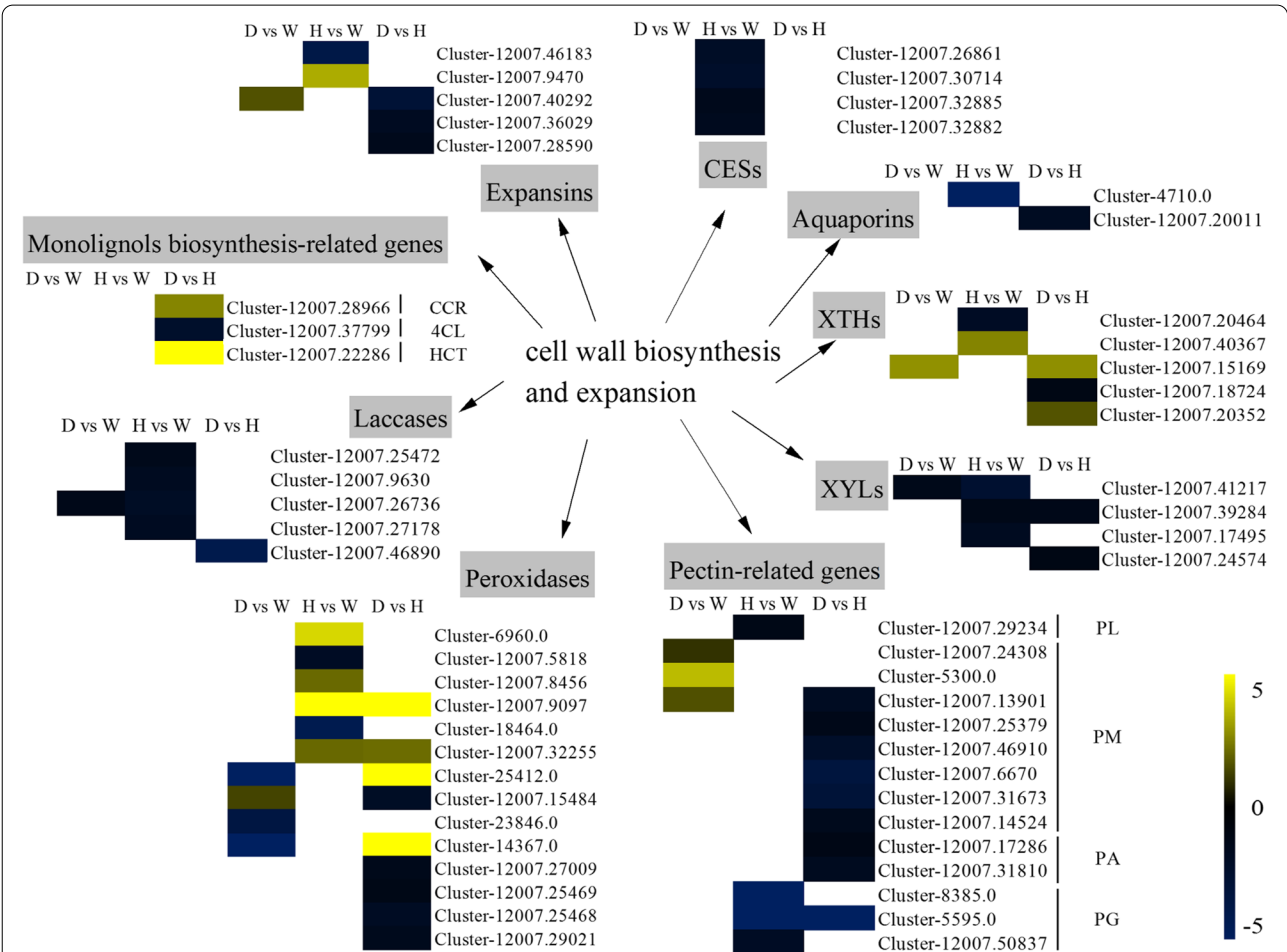 D vs W H vs W D vs H
Cluster-12007.46183
Cluster-12007.9470
Cluster-12007.40292
Cluster-12007.36029
Cluster-12007.28590
Expansins
D vs W H vs W D vs H
Cluster-12007.26861
Cluster-12007.30714
Cluster-12007.32885
Cluster-12007.32882
CESs
D vs W H vs W D vs H
Cluster-4710.0
Cluster-12007.20011
Aquaporins
Monolignols biosynthesis-related genes
D vs W H vs W D vs H
Cluster-12007.28966 CCR
Cluster-12007.37799 4CL
Cluster-12007.22286 HCT
cell wall biosynthesis
and expansion
XTHs
D vs W H vs W D vs H
Cluster-12007.20464
Cluster-12007.40367
Cluster-12007.15169
Cluster-12007.18724
Cluster-12007.20352
Laccases
D vs W H vs W D vs H
Cluster-12007.25472
Cluster-12007.9630
Cluster-12007.26736
Cluster-12007.27178
Cluster-12007.46890
XYLs
D vs W H vs W D vs H
Cluster-12007.41217
Cluster-12007.39284
Cluster-12007.17495
Cluster-12007.24574
Peroxidases
D vs W H vs W D vs H
Cluster-6960.0
Cluster-12007.5818
Cluster-12007.8456
Cluster-12007.9097
Cluster-18464.0
Cluster-12007.32255
Cluster-25412.0
Cluster-12007.15484
Cluster-23846.0
Cluster-14367.0
Cluster-12007.27009
Cluster-12007.25469
Cluster-12007.25468
Cluster-12007.29021
Pectin-related genes
D vs W H vs W D vs H
Cluster-12007.29234 PL
Cluster-12007.24308
Cluster-5300.0
Cluster-12007.13901
Cluster-12007.25379
Cluster-12007.46910
PM
Cluster-12007.6670
Cluster-12007.31673
Cluster-12007.14524
Cluster-12007.17286
PA
Cluster-12007.31810
Cluster-8385.0
Cluster-5595.0 PG
Cluster-12007.50837
5
0
-5